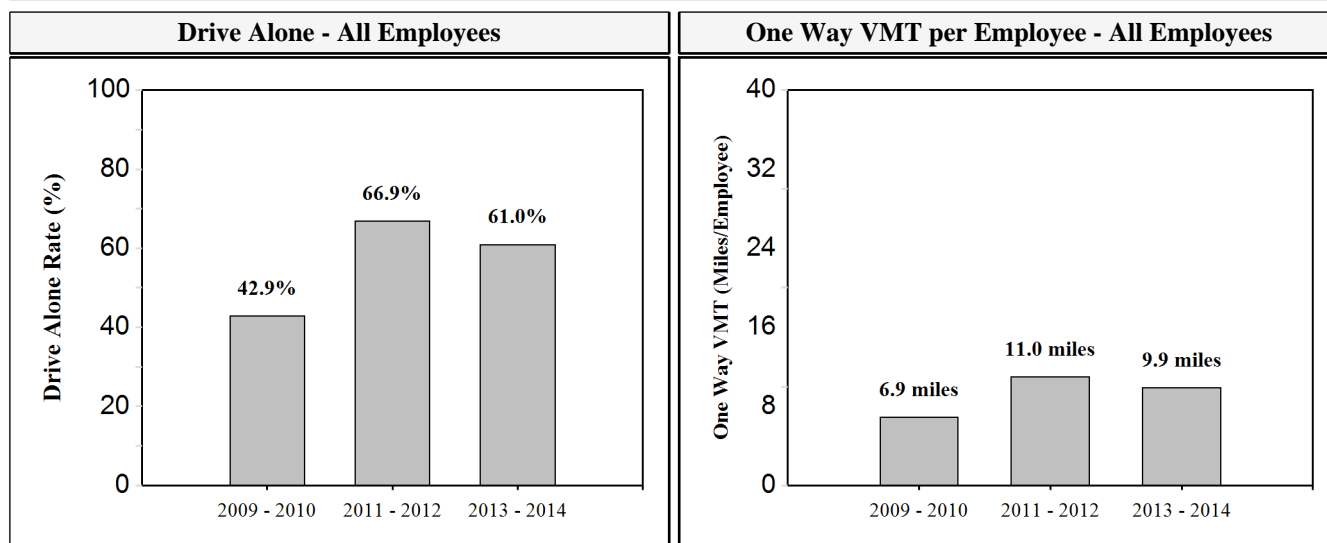 Drive Alone - All Employees
One Way VMT per Employee - All Employees
Drive Alone Rate (%)
100
80
60
40
20
0
42.9%
66.9%
61.0%
2009 - 2010
2011 - 2012
2013 - 2014
One Way VMT (Miles/Employee)
40
32
24
16
8
0
6.9 miles
11.0 miles
9.9 miles
2009 - 2010
2011 - 2012
2013 - 2014